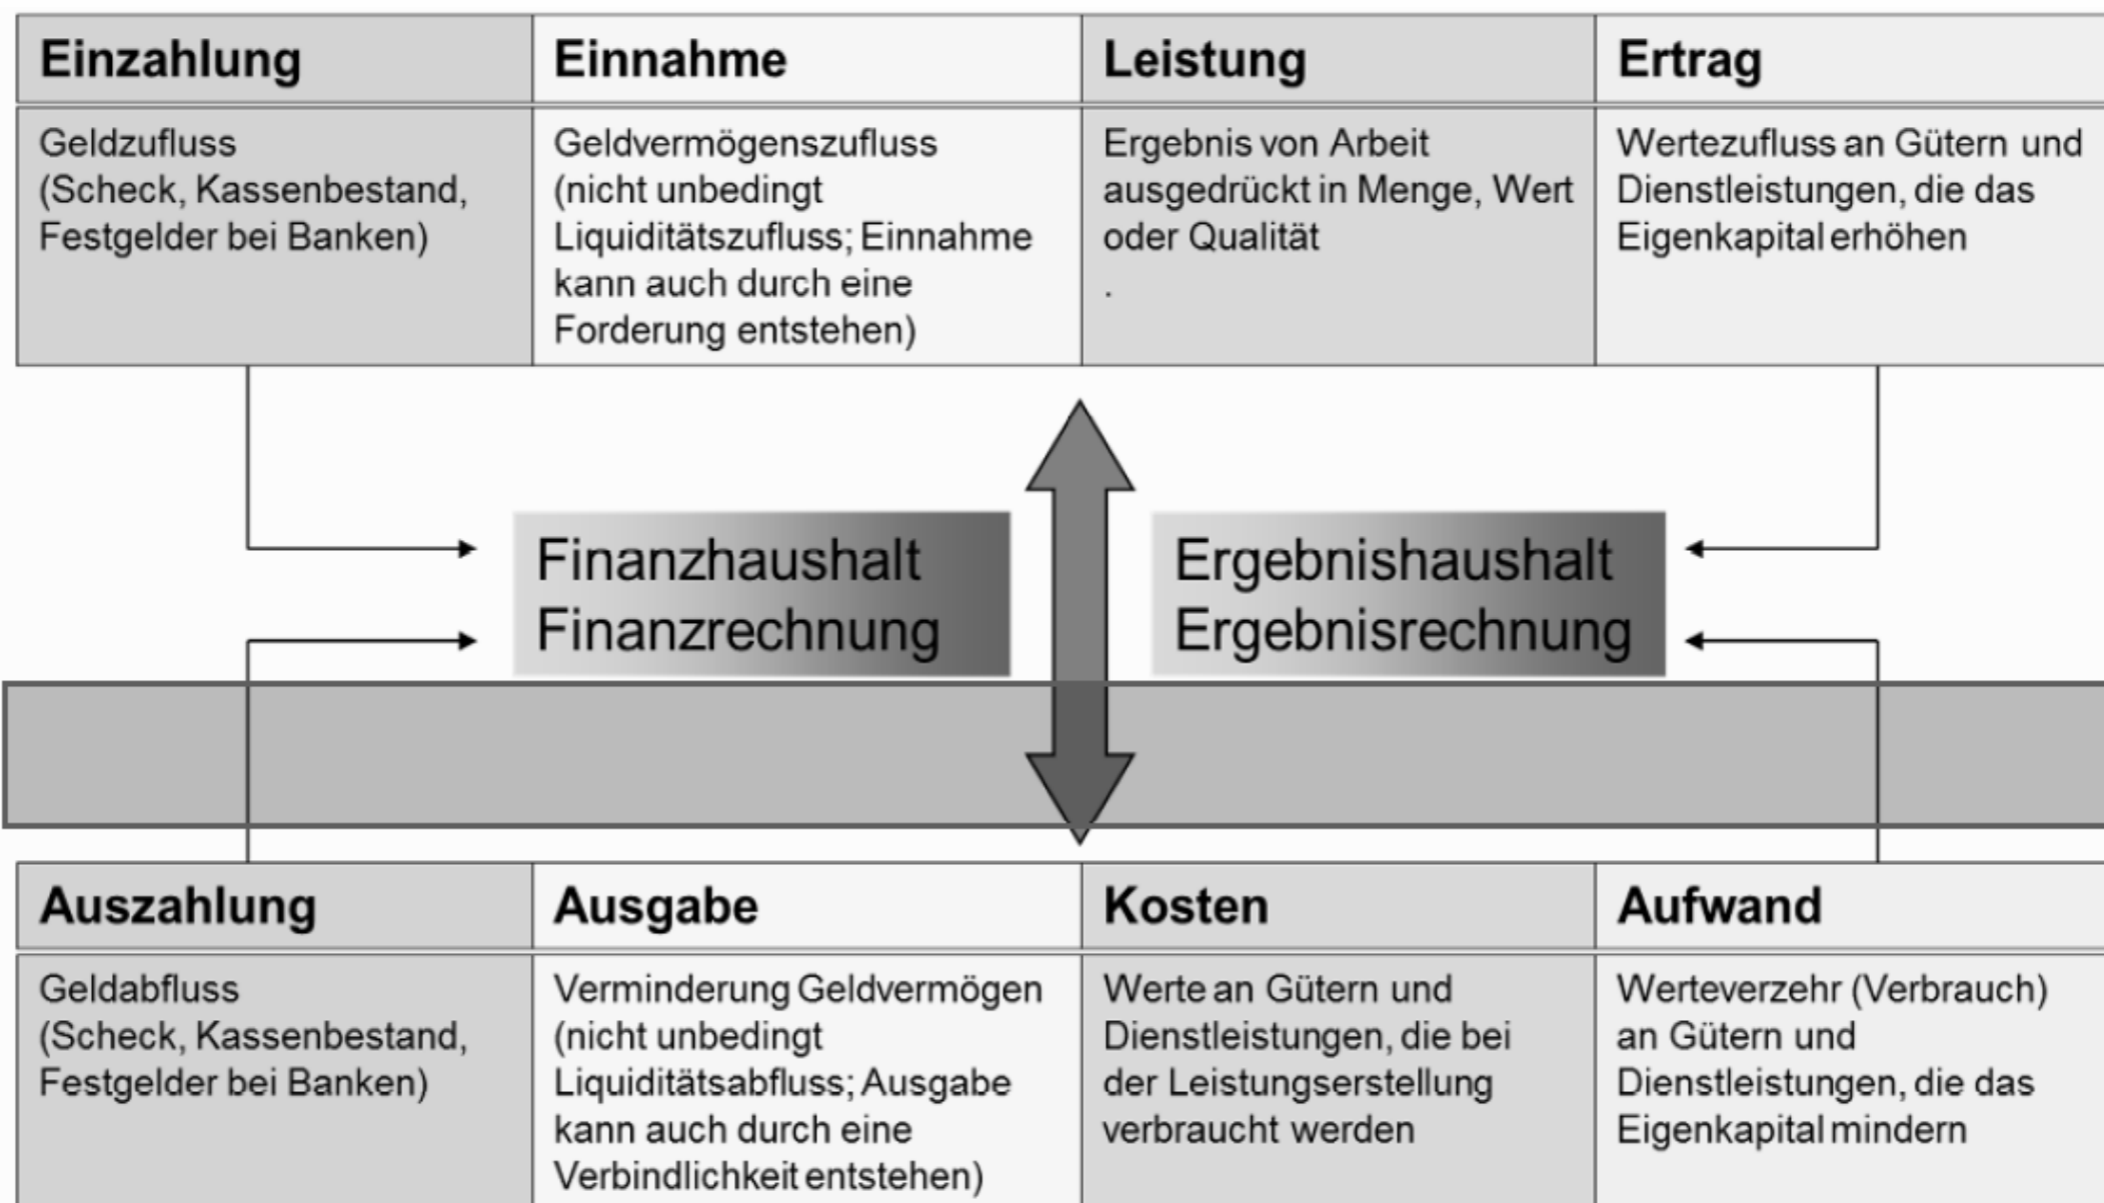 Einzahlung
Geldzufluss
(Scheck, Kassenbestand,
Festgelder bei Banken)
Einnahme
Geldvermögenszufluss
(nicht unbedingt
Liquiditätszufluss; Einnahme
kann auch durch eine
Forderung entstehen)
Leistung
Ergebnis von Arbeit
ausgedrückt in Menge, Wert
oder Qualität
.
Ertrag
Wertezufluss an Gütern und
Dienstleistungen, die das
Eigenkapital erhöhen
Finanzhaushalt
Finanzrechnung
Ergebnishaushalt
Ergebnisrechnung
Auszahlung
Geldabfluss
(Scheck, Kassenbestand,
Festgelder bei Banken)
Ausgabe
Verminderung Geldvermögen
(nicht unbedingt
Liquiditätsabfluss; Ausgabe
kann auch durch eine
Verbindlichkeit entstehen)
Kosten
Werte an Gütern und
Dienstleistungen, die bei
der Leistungserstellung
verbraucht werden
Aufwand
Werteverzehr (Verbrauch)
an Gütern und
Dienstleistungen, die das
Eigenkapital mindern